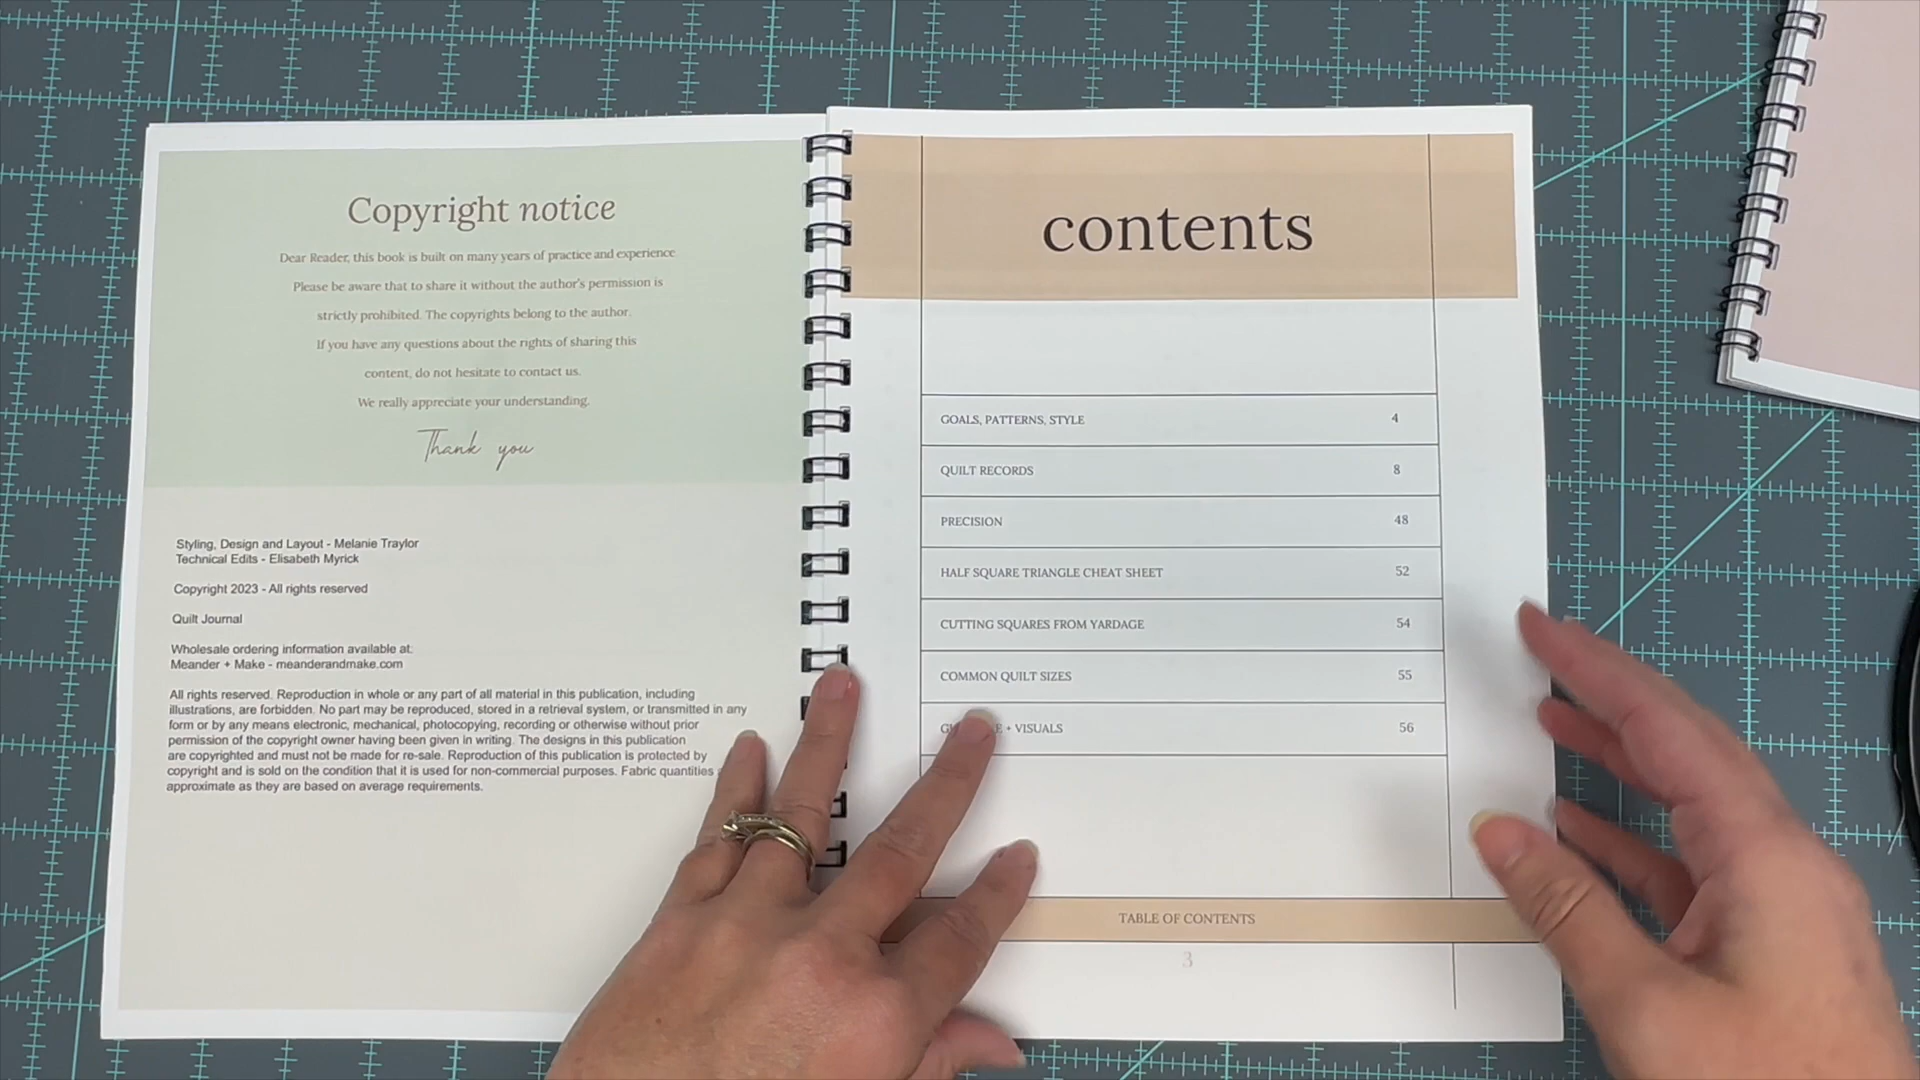 Copyright notice
Dear Reader, this book is built on many years of practice and experience
Please be aware that to share it without the author's permission is
strictly prohibited. The copyrights belong to the author.
If you have any questions about the rights of sharing this
content, do not hesitate to contact us.
We really appreciate your understanding.
Thank you
Styling, Design and Layout - Melanie Traylor
Technical Edits - Elisabeth Myrick
Copyright 2023 - All rights reserved
Quilt Journal
Wholesale ordering information available at:
Meander + Make - meanderandmake.com
All rights reserved. Reproduction in whole or any part of all material in this publication, including
illustrations, are forbidden. No part may be reproduced, stored in a retrieval system, or transmitted in any
form or by any means electronic, mechanical, photocopying, recording or otherwise without prior
permission of the copyright owner having been given in writing. The designs in this publication
are copyrighted and must not be made for re-sale. Reproduction of this publication is protected by
copyright and is sold on the condition that it is used for non-commercial purposes. Fabric quantities
approximate as they are based on average requirements.
contents
GOALS, PATTERNS, STYLE 4
QUILT RECORDS 8
PRECISION 48
HALF SQUARE TRIANGLE CHEAT SHEET 52
CUTTING SQUARES FROM YARDAGE 54
COMMON QUILT SIZES 55
+ VISUALS 56
TABLE OF CONTENTS
3